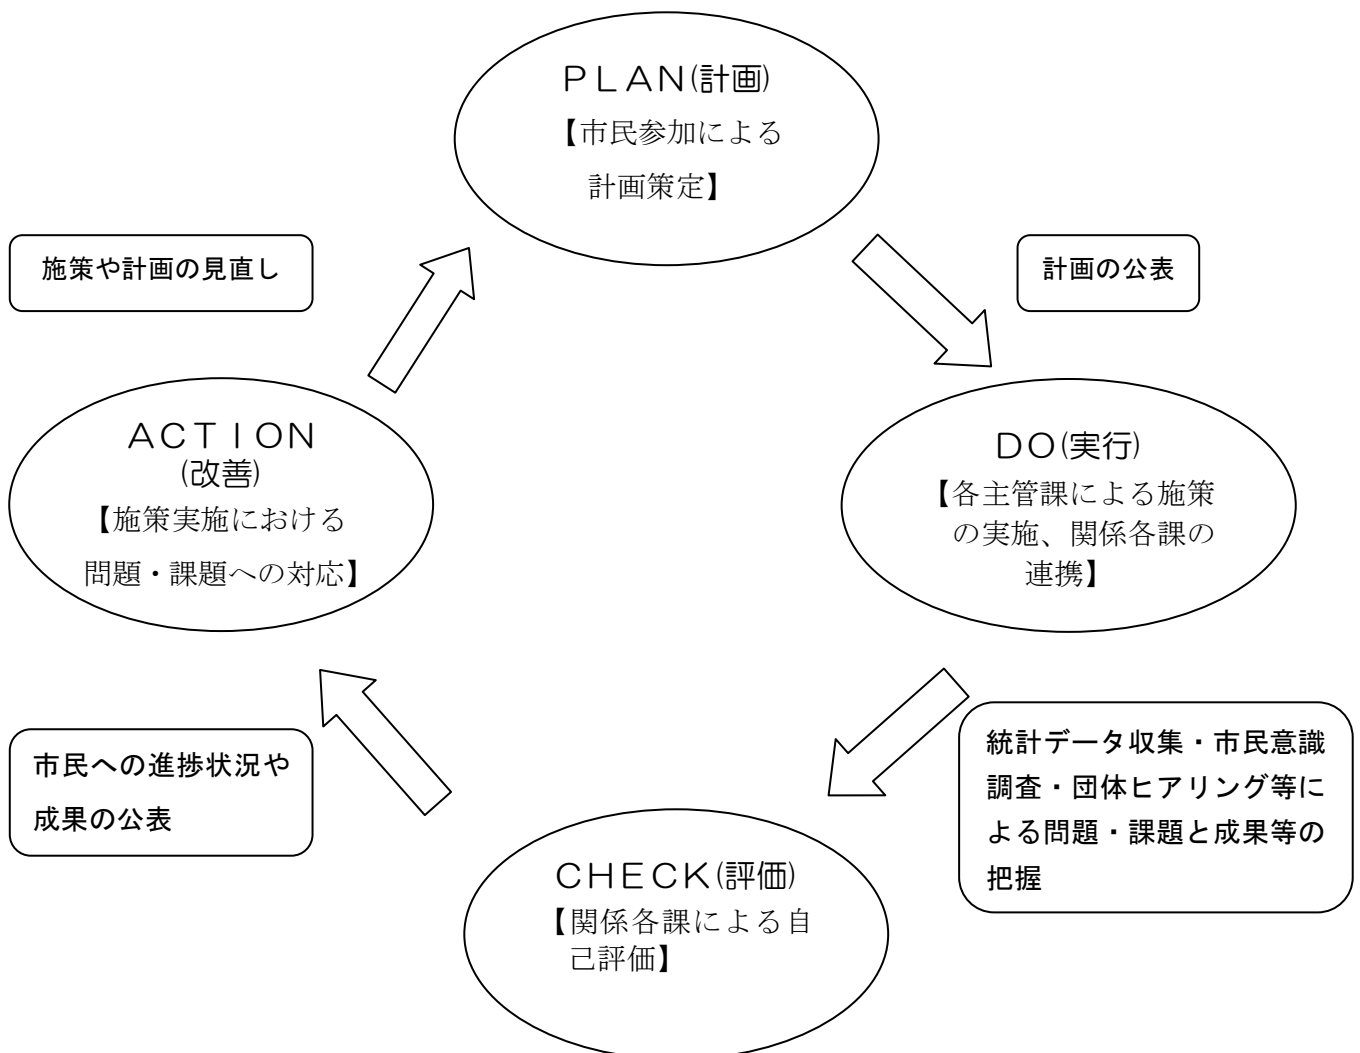 ＰＬＡＮ(計画)
【市民参加による
計画策定】
施策や計画の見直し
計画の公表
ＡＣＴＩＯＮ
(改善)
【施策実施における
問題・課題への対応】
ＤＯ(実行)
【各主管課による施策
の実施、関係各課の
連携】
市民への進捗状況や
成果の公表
統計データ収集・市民意識
調査・団体ヒアリング等に
よる問題・課題と成果等の
把握
ＣＨＥＣＫ(評価)
【関係各課による自
己評価】